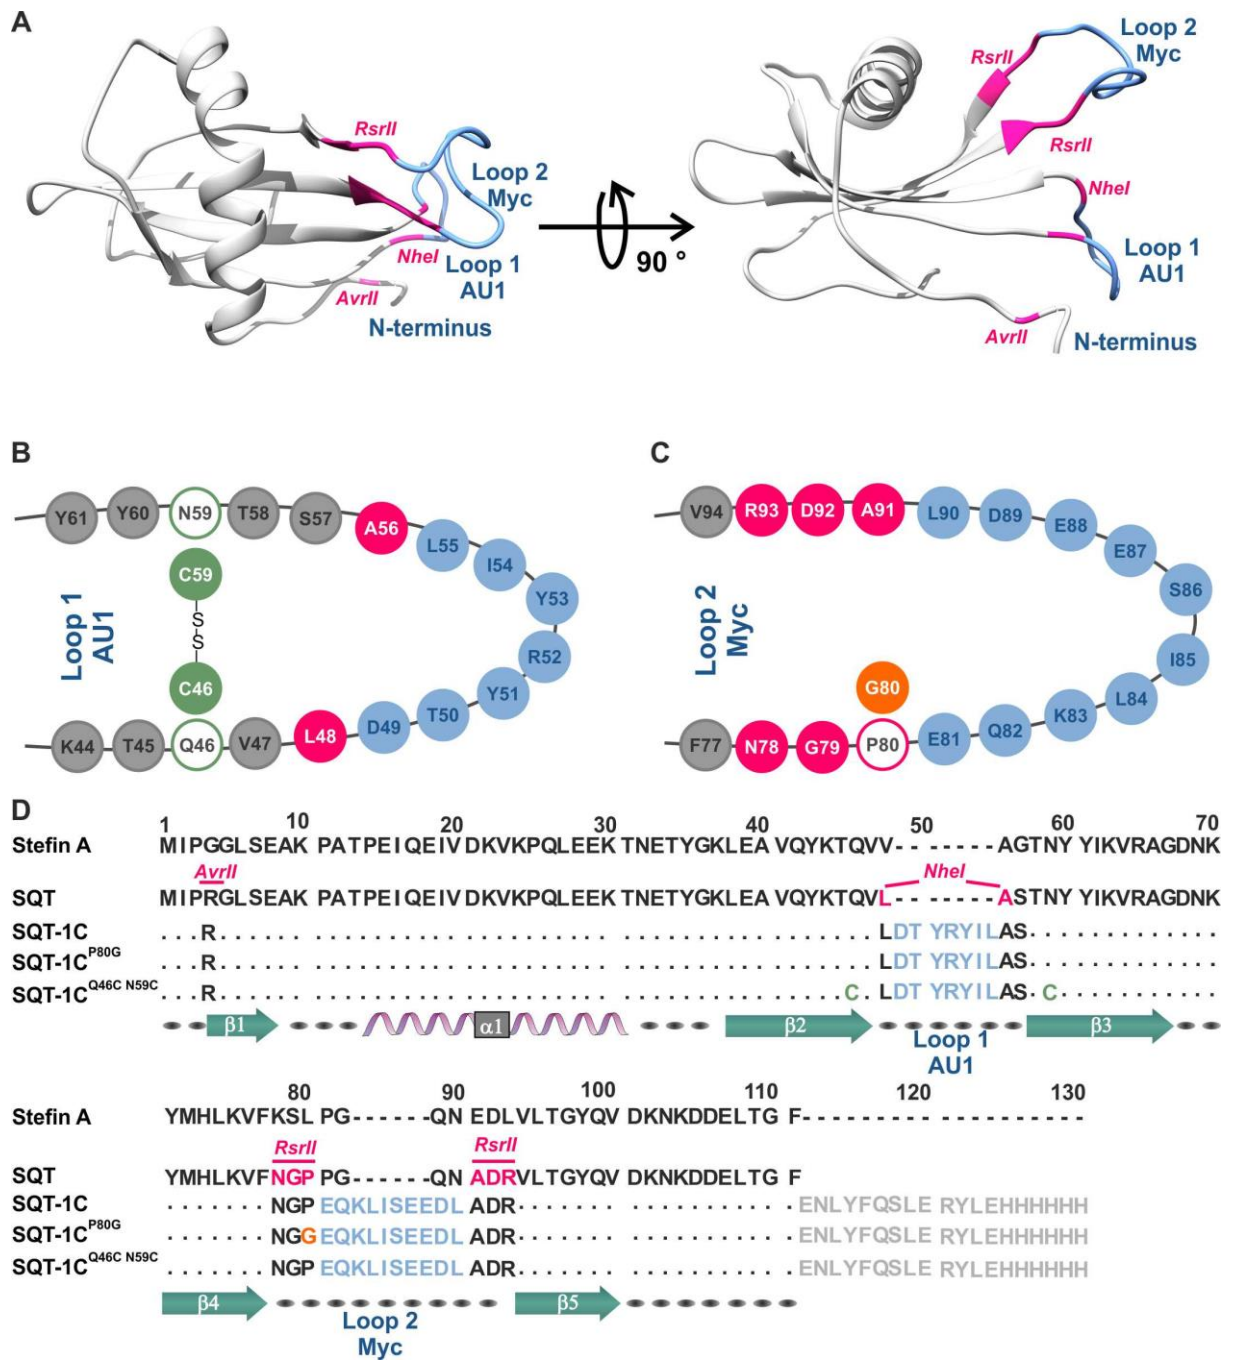 A
RsrII
Loop 2
Myc
NheI
Loop 1
AU1
AvrII
N-terminus
90 °
Loop 2
Myc
RsrII
RsrII
NheI
Loop 1
AU1
AvrII
N-terminus
B
Y61 Y60 N59 T58 S57 A56 L55 I54 Y53 R52 Y51 T50 D49 L48 V47 Q46 T45 K44
C59
S
S
C46
Loop 1
AU1
C
V94 R93 D92 A91 L90 D89 E88 E87 S86 I85 L84 K83 Q82 E81 P80 G79 N78 F77
G80
Loop 2
Myc
D
1 10 20 30 40 50 60 70
Stefin A MIPGGLSEAK PATPEIQEIV DKVKPQLEEK TNETYGKLEA VQYKTQVV- - - - - - - AGTNY YIKVRAGDNK
AvrII NheI
SQT MIPRGLSEAK PATPEIQEIV DKVKPQLEEK TNETYGKLEA VQYKTQVL- - - - - - - ASTNY YIKVRAGDNK
SQT-1C . . . R . . . . . . . . . . . . . . . . . . . . . . . . . . . . . . . . . . . . . . . . . . . LDT YRYILAS . . . . . . . . . . . . .
SQT-1C P80G . . . R . . . . . . . . . . . . . . . . . . . . . . . . . . . . . . . . . . . . . . . . . . . LDT YRYILAS . . . . . . . . . . . . .
SQT-1C Q46C N59C . . . R . . . . . . . . . . . . . . . . . . . . . . . . . . . . . . . . . . . . . . . . . C . LDT YRYILAS . C . . . . . . . . . . .
β1 α1 β2 Loop 1 β3
AU1
80 90 100 110 120 130
Stefin A YMHLKVFKSL PG- - - - - -QN EDLVLTGYQV DKNKDDELTG F- - - - - - - - - - - - - - - - - - -
RsrII RsrII
SQT YMHLKVFNGP PG- - - - - -QN ADRVLTGYQV DKNKDDELTG F
SQT-1C . . . . . . . NGP EQKLISEEDL ADR . . . . . . . . . . . . . . . . . . ENLYFQSLE RYLEHHHHHH
SQT-1C P80G . . . . . . . NGG EQKLISEEDL ADR . . . . . . . . . . . . . . . . . . ENLYFQSLE RYLEHHHHHH
SQT-1C Q46C N59C . . . . . . . NGP EQKLISEEDL ADR . . . . . . . . . . . . . . . . . . ENLYFQSLE RYLEHHHHHH
β4 Loop 2 β5
Myc